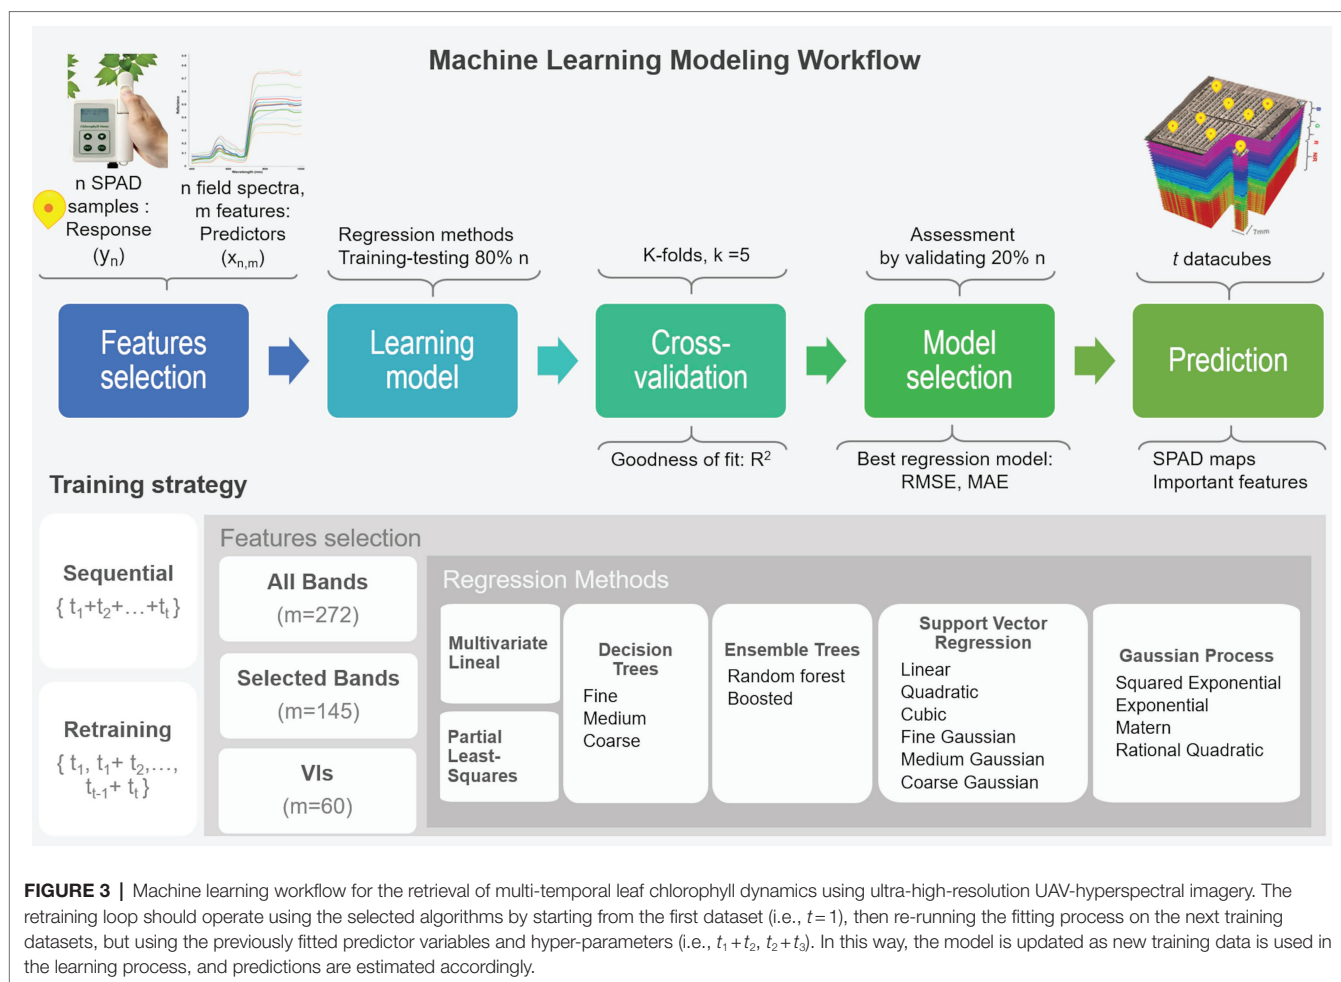 Machine Learning Modeling Workflow
n SPAD
samples :
Response
(yn)
n field spectra,
m features:
Predictors
(xn,m)
Regression methods
Training-testing 80% n
K-folds, k =5
Assessment
by validating 20% n
7mm
t datacubes
Features
selection
Learning
model
Cross-
validation
Model
selection
Prediction
Goodness of fit: R²
Best regression model:
RMSE, MAE
SPAD maps
Important features
Training strategy
Sequential
{ t1+t2+…+tt }
Retraining
{ t1, t1+ t2,…,
tt-1+ tt }
Features selection
All Bands
(m=272)
Selected Bands
(m=145)
VIs
(m=60)
Regression Methods
Multivariate
Lineal
Partial
Least-
Squares
Decision
Trees
Fine
Medium
Coarse
Ensemble Trees
Random forest
Boosted
Support Vector
Regression
Linear
Quadratic
Cubic
Fine Gaussian
Medium Gaussian
Coarse Gaussian
Gaussian Process
Squared Exponential
Exponential
Matern
Rational Quadratic
FIGURE 3 | Machine learning workflow for the retrieval of multi-temporal leaf chlorophyll dynamics using ultra-high-resolution UAV-hyperspectral imagery. The
retraining loop should operate using the selected algorithms by starting from the first dataset (i.e., t = 1), then re-running the fitting process on the next training
datasets, but using the previously fitted predictor variables and hyper-parameters (i.e., t1 + t2, t2 + t3). In this way, the model is updated as new training data is used in
the learning process, and predictions are estimated accordingly.